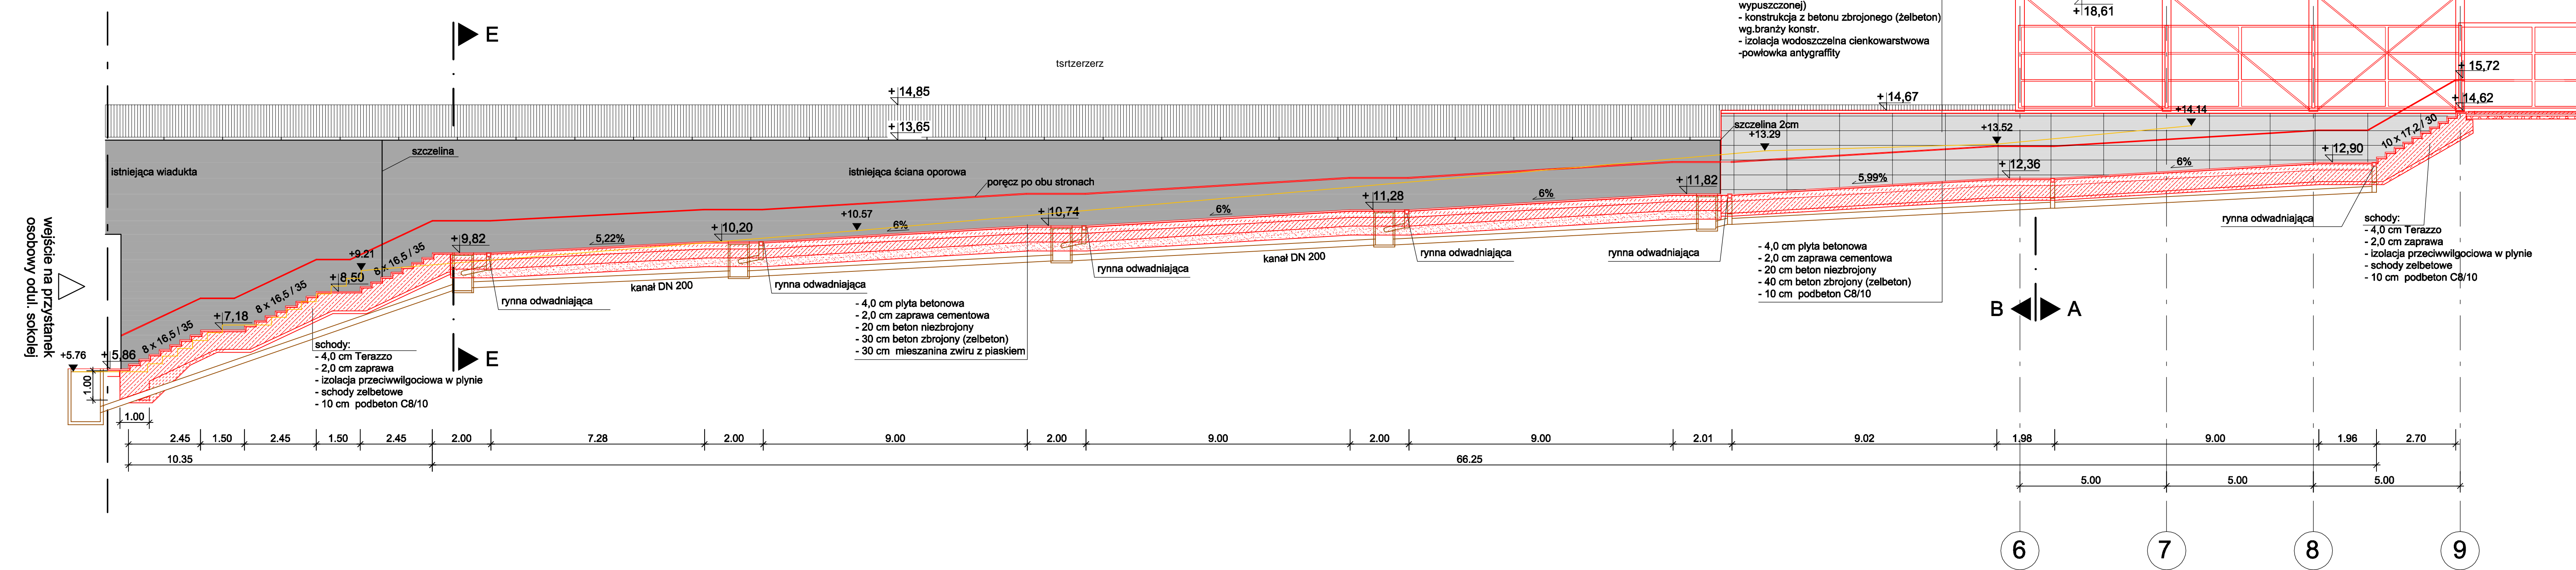 wypuszczonej)
- konstrukcja z betonu zbrojonego (żelbeton)
wg.branży konstr.
- izolacja wodoszczelna cienkowarstwowa
-powłowka antygraffity
+18,61
E
tsrtzerzerz
+15,72
+14,85
+14,67
+14.14
+14,62
+13,65
szczelina 2cm
+13.29
+13.52
10 x 17,2 / 30
szczelina
istniejąca wiadukta
istniejąca ściana oporowa
poręcz po obu stronach
+11,82
5,99%
+12,36
6%
+12,90
wejście na przystanek
osobowy odul. sokolej
+5.76
+5,86
8 x 16,5 / 35
+7,18
8 x 16,5 / 35
+8,50
+9.21
8 x 16,5 / 35
+9,82
5,22%
+10,20
+10.57
6%
+10,74
6%
+11,28
6%
rynna odwadniająca
kanał DN 200
rynna odwadniająca
rynna odwadniająca
kanał DN 200
rynna odwadniająca
rynna odwadniająca
rynna odwadniająca
schody:
- 4,0 cm Terazzo
- 2,0 cm zaprawa
- izolacja przeciwwilgociowa w plynie
- schody zelbetowe
- 10 cm podbeton C8/10
- 4,0 cm plyta betonowa
- 2,0 cm zaprawa cementowa
- 20 cm beton niezbrojony
- 40 cm beton zbrojony (zelbeton)
- 10 cm podbeton C8/10
B
A
- 4,0 cm plyta betonowa
- 2,0 cm zaprawa cementowa
- 20 cm beton niezbrojony
- 30 cm beton zbrojony (zelbeton)
- 30 cm mieszanina zwiru z piaskiem
E
schody:
- 4,0 cm Terazzo
- 2,0 cm zaprawa
- izolacja przeciwwilgociowa w plynie
- schody zelbetowe
- 10 cm podbeton C8/10
1.00
1.00
2.45 1.50 2.45 1.50 2.45 2.00 7.28 2.00 9.00 2.00 9.00 2.00 9.00 2.01 9.02 1.98 9.00 1.96 2.70
10.35 66.25
5.00 5.00 5.00
6 7 8 9